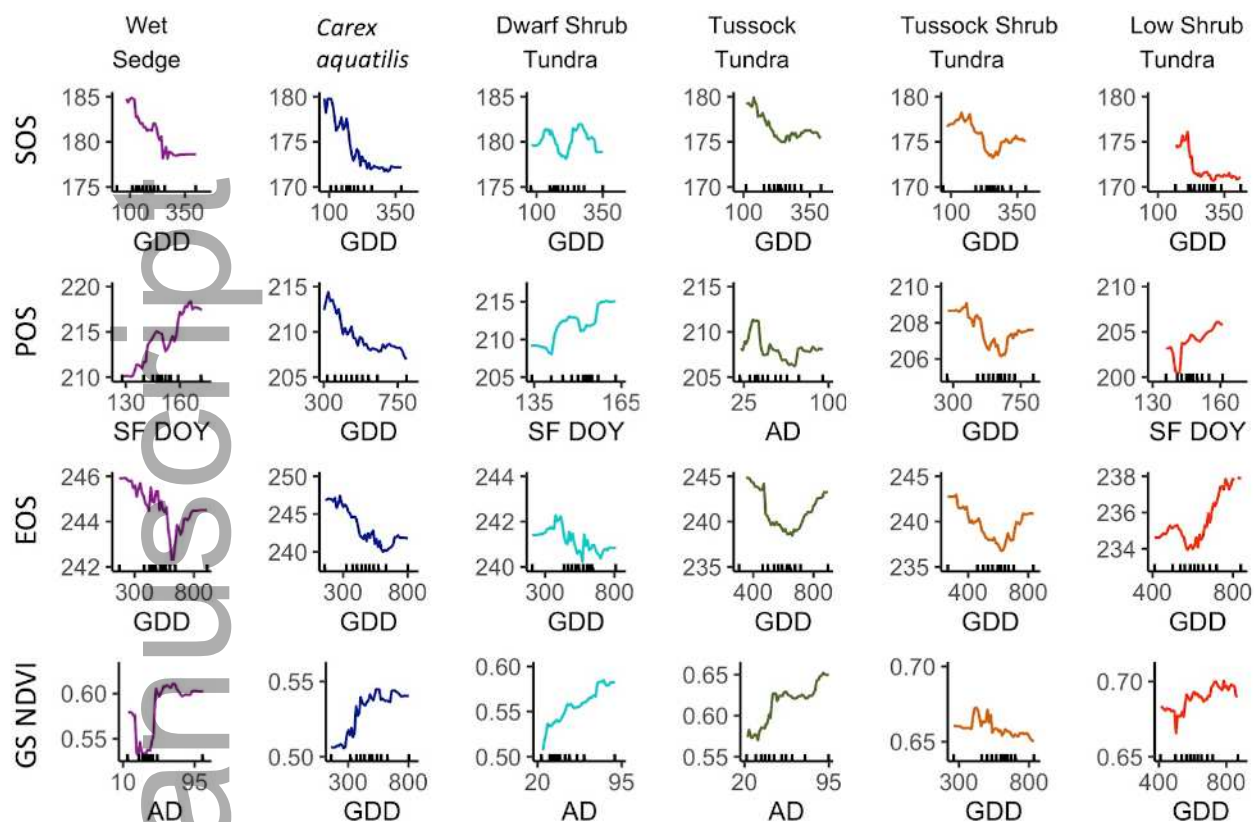 Wet Sedge
Carex aquatilis
Dwarf Shrub Tundra
Tussock Tundra
Tussock Shrub Tundra
Low Shrub Tundra
SOS
185 180 175
100 350
GDD
180 175 170
100 350
GDD
185 180 175
100 350
GDD
180 175 170
100 350
GDD
180 175 170
100 350
GDD
180 175 170
100 350
GDD
POS
220 215 210
130 160
SF DOY
215 210 205
300 750
GDD
215 210 205
135 165
SF DOY
215 210 205
25 100
AD
210 208 206
300 750
GDD
210 205 200
130 160
SF DOY
EOS
246 244 242
300 800
GDD
250 245 240
300 800
GDD
244 242 240
300 800
GDD
245 240 235
400 800
GDD
245 240 235
400 800
GDD
238 236 234
400 800
GDD
GS NDVI
0.60 0.55
10 95
AD
0.55 0.50
300 800
GDD
0.60 0.55 0.50
20 95
AD
0.65 0.60 0.55
20 95
AD
0.70 0.65
300 800
GDD
0.70 0.65
400 800
GDD
anuscript